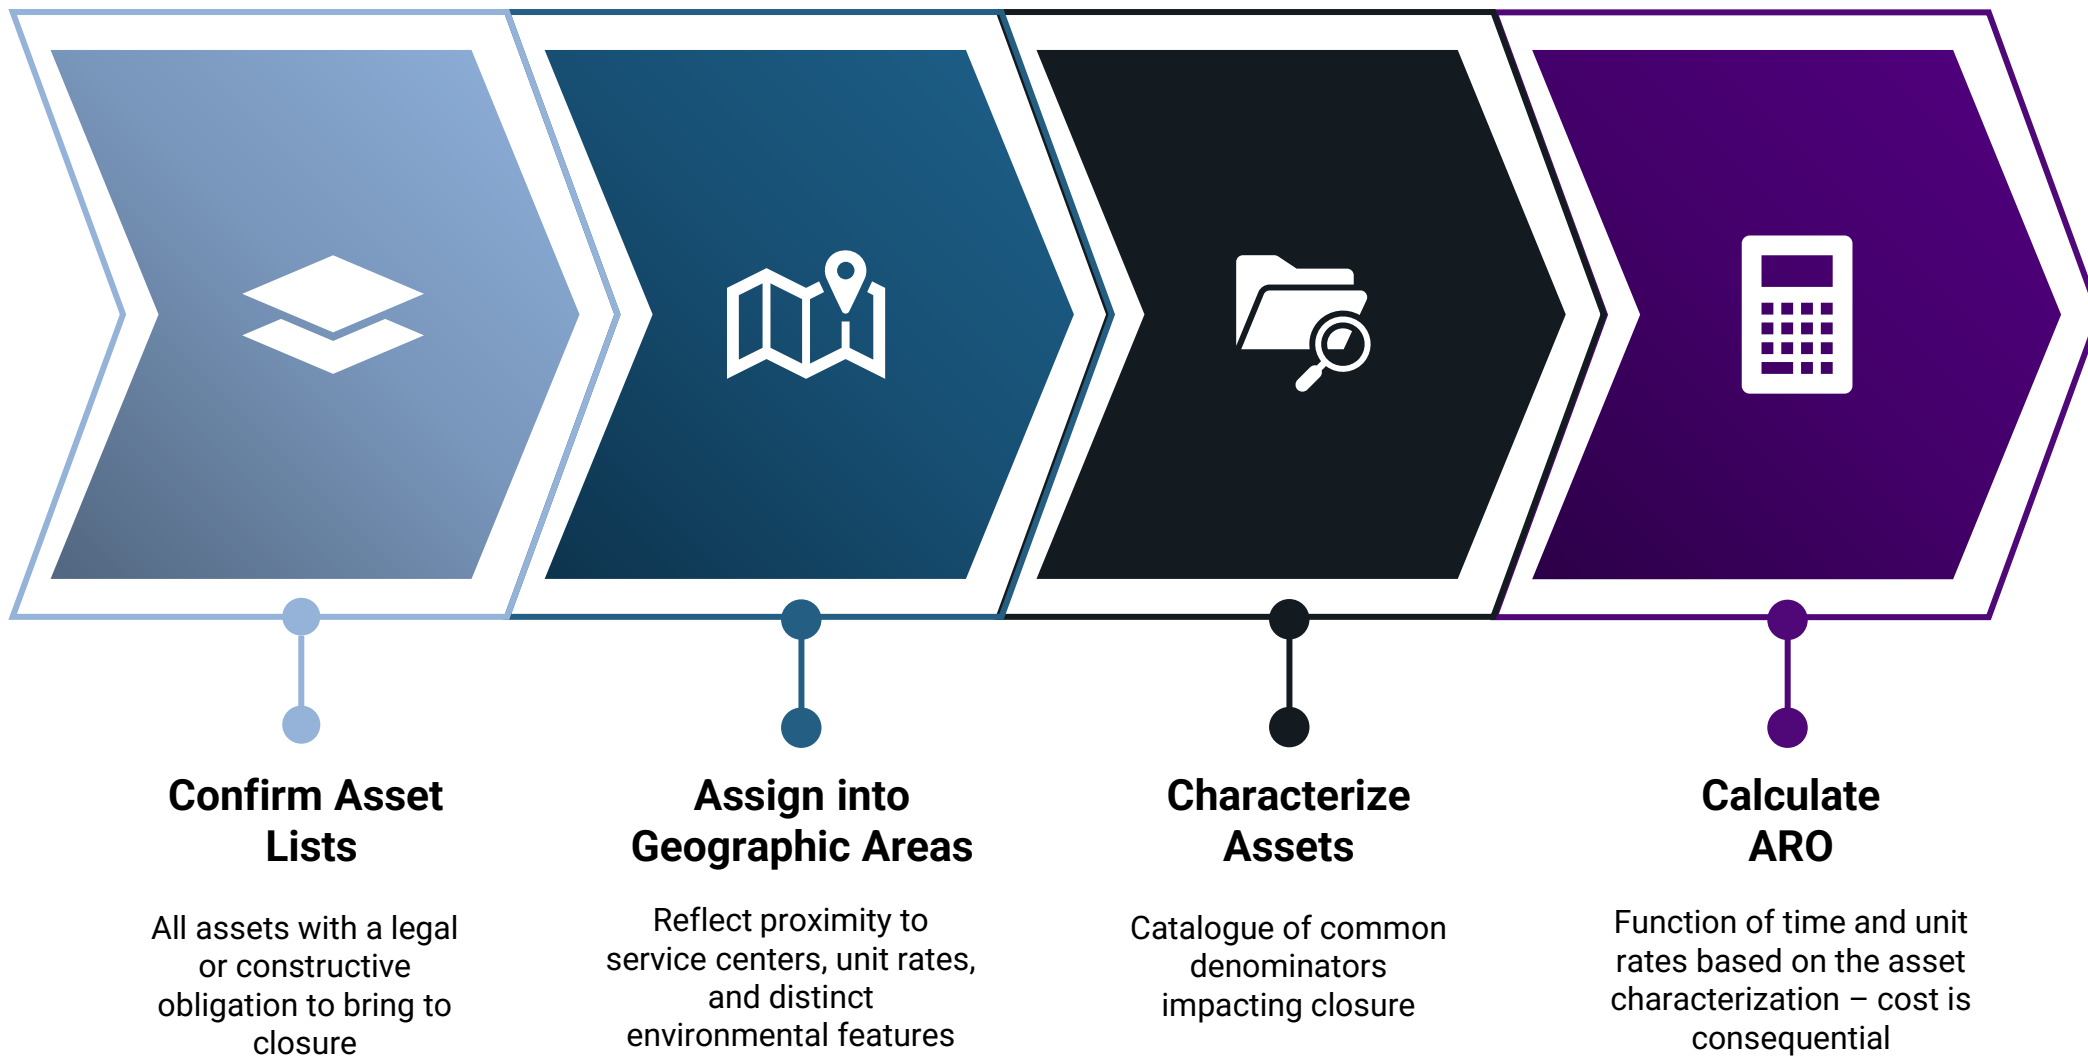 Confirm Asset
Lists
All assets with a legal
or constructive
obligation to bring to
closure
Assign into
Geographic Areas
Reflect proximity to
service centers, unit rates,
and distinct
environmental features
Characterize
Assets
Catalogue of common
denominators
impacting closure
Calculate
ARO
Function of time and unit
rates based on the asset
characterization – cost is
consequential